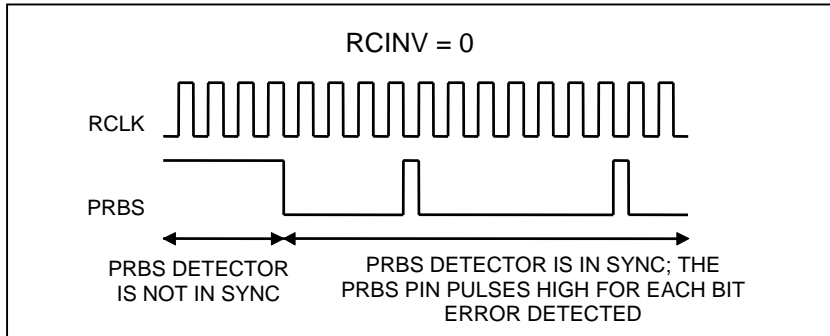 RCINV = 0
RCLK
PRBS
PRBS DETECTOR
IS NOT IN SYNC
PRBS DETECTOR IS IN SYNC; THE
PRBS PIN PULSES HIGH FOR EACH BIT
ERROR DETECTED